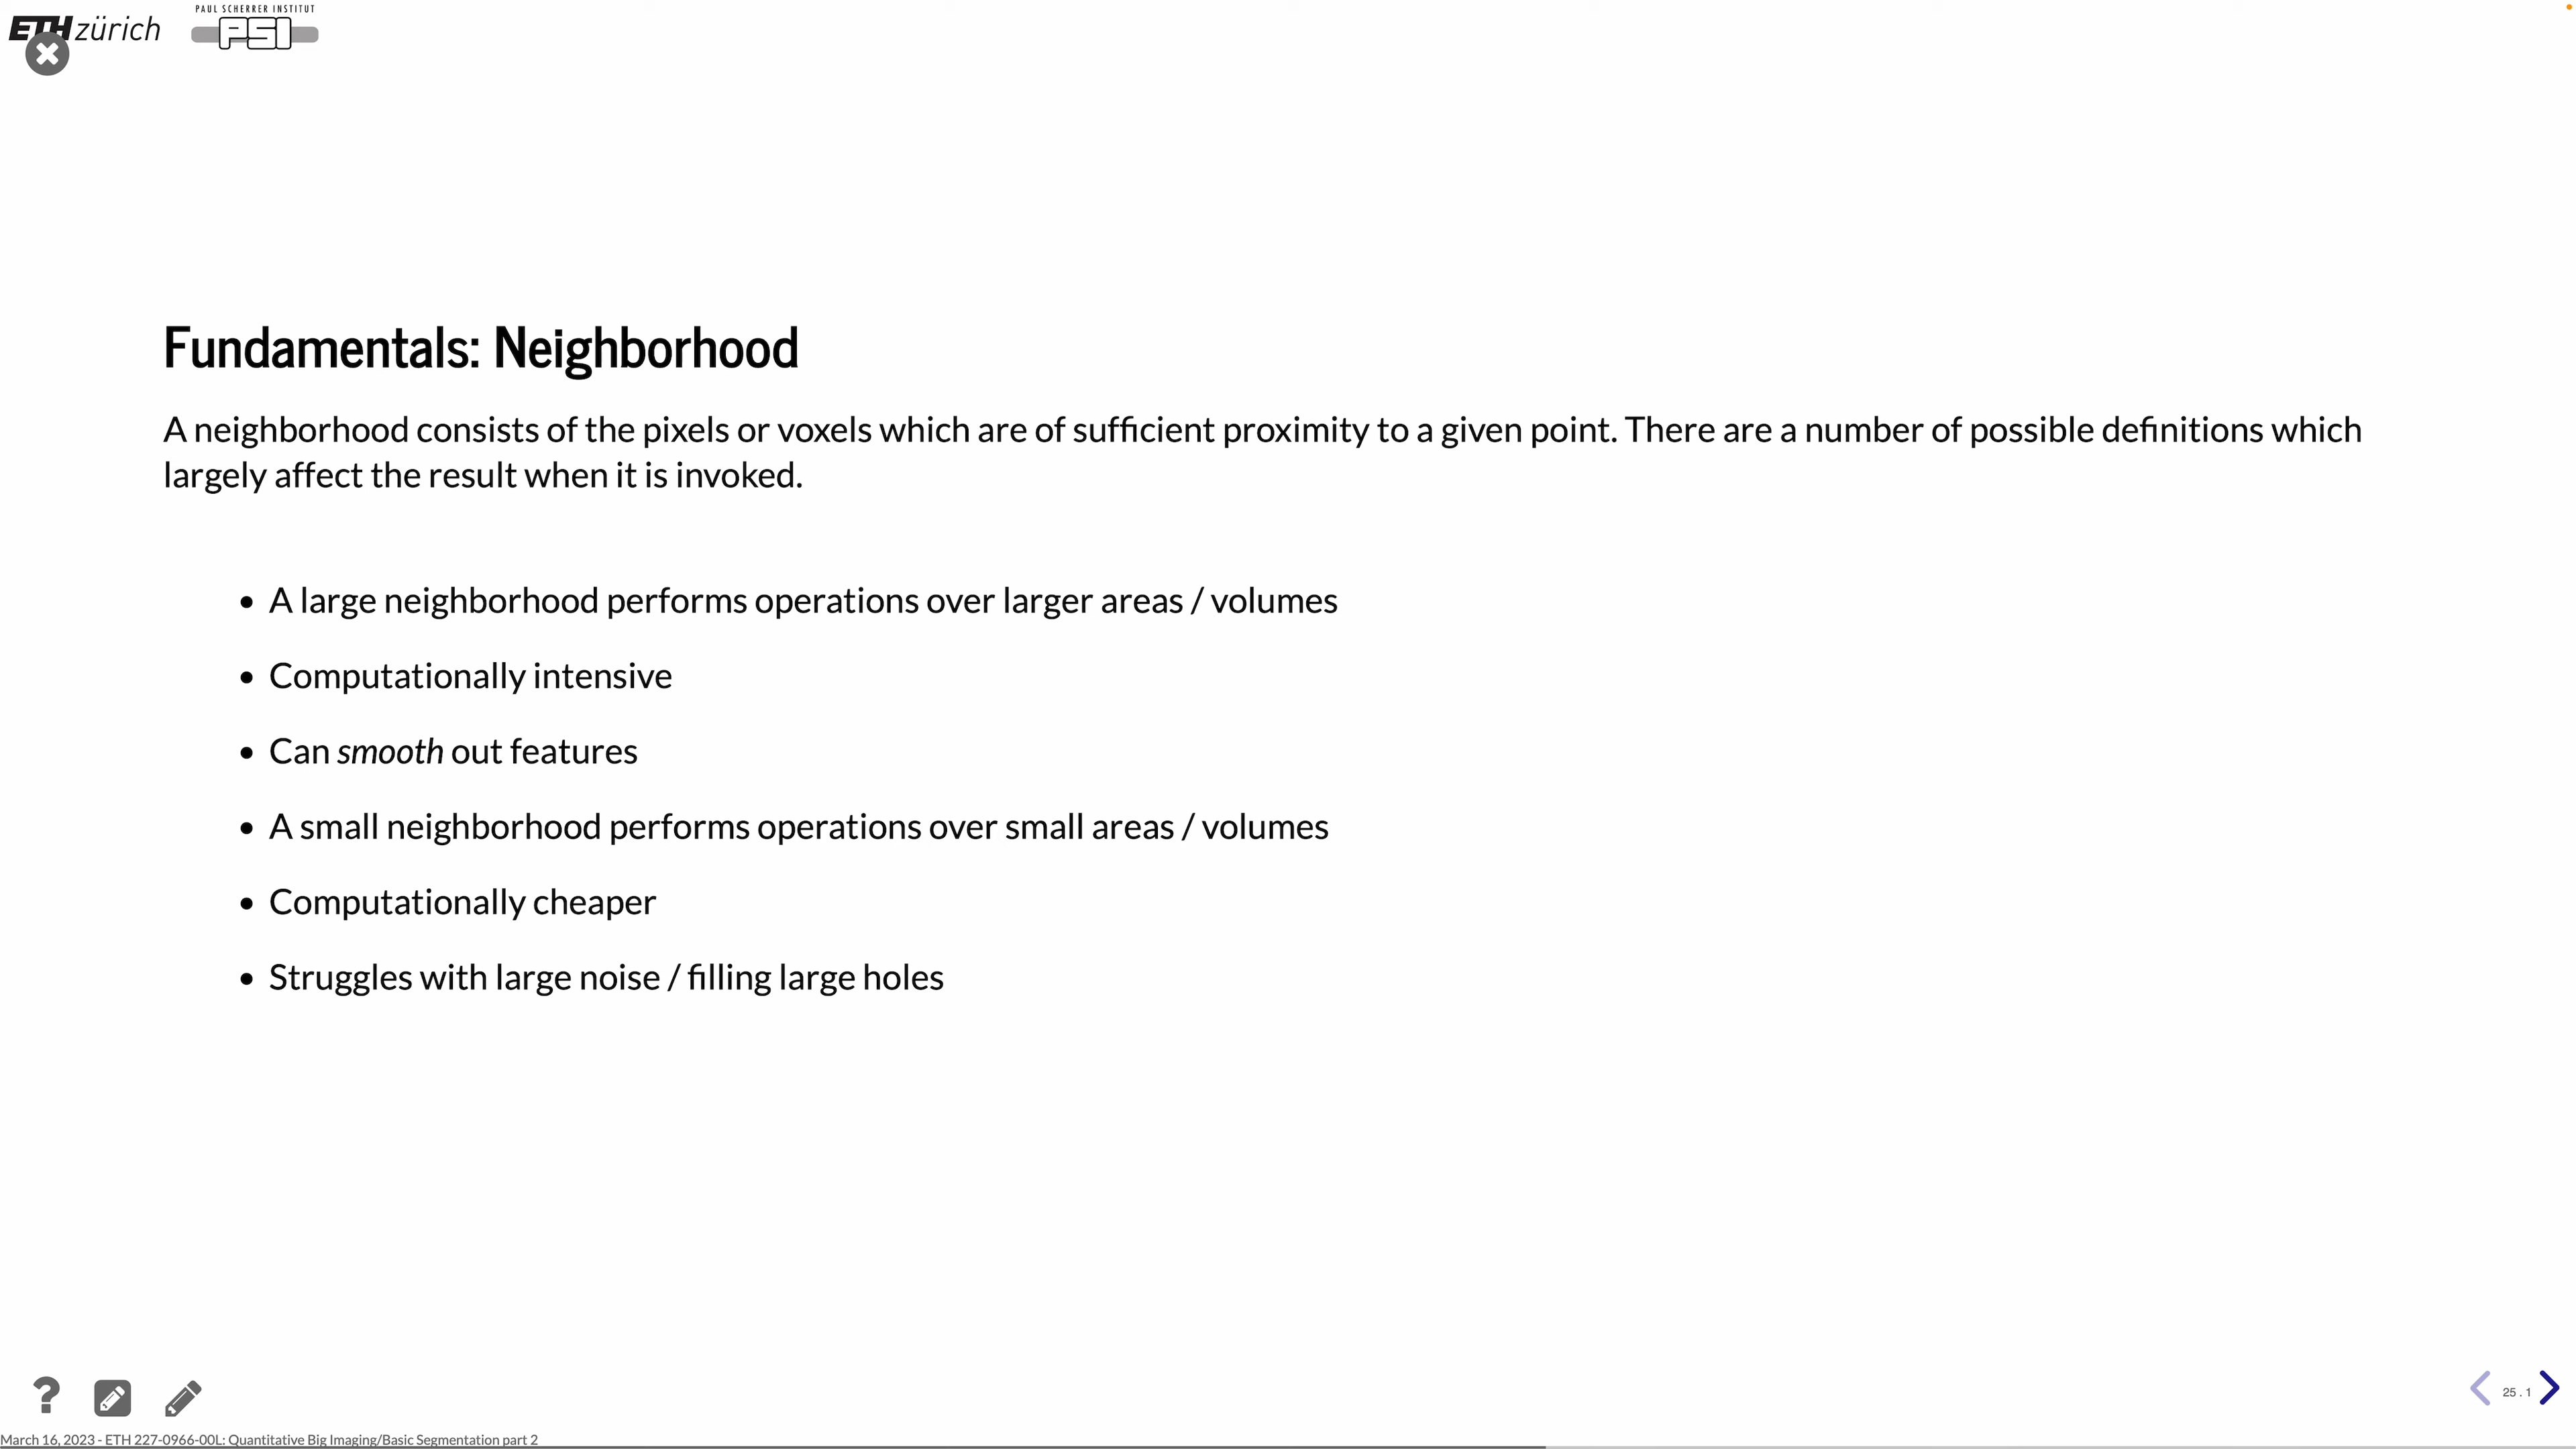 PAUL SCHERRER INSTITUT
ETH zürich
PSI
Fundamentals: Neighborhood
A neighborhood consists of the pixels or voxels which are of sufficient proximity to a given point. There are a number of possible definitions which
largely affect the result when it is invoked.
• A large neighborhood performs operations over larger areas / volumes
• Computationally intensive
• Can smooth out features
• A small neighborhood performs operations over small areas / volumes
• Computationally cheaper
• Struggles with large noise / filling large holes
?
25 . 1
March 16, 2023 - ETH 227-0966-00L: Quantitative Big Imaging/Basic Segmentation part 2